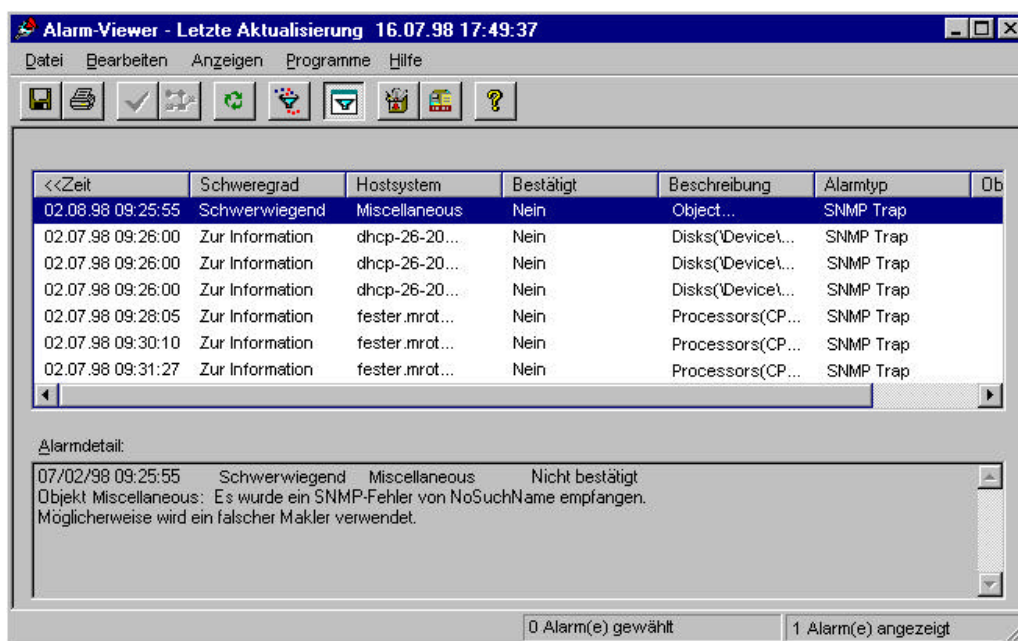 Alarm-Viewer - Letzte Aktualisierung 16.07.98 17:49:37
Datei Bearbeiten Anzeigen Programme Hilfe
<<Zeit Schweregrad Hostsystem Bestätigt Beschreibung Alarmtyp Ob
02.08.98 09:25:55 Schwerwiegend Miscellaneous Nein Object... SNMP Trap
02.07.98 09:26:00 Zur Information dhcp-26-20... Nein Disks(\Device\... SNMP Trap
02.07.98 09:26:00 Zur Information dhcp-26-20... Nein Disks(\Device\... SNMP Trap
02.07.98 09:26:00 Zur Information dhcp-26-20... Nein Disks(\Device\... SNMP Trap
02.07.98 09:28:05 Zur Information fester.mrot... Nein Processors(CP... SNMP Trap
02.07.98 09:30:10 Zur Information fester.mrot... Nein Processors(CP... SNMP Trap
02.07.98 09:31:27 Zur Information fester.mrot... Nein Processors(CP... SNMP Trap
Alarmdetail:
07/02/98 09:25:55 Schwerwiegend Miscellaneous Nicht bestätigt
Objekt Miscellaneous: Es wurde ein SNMP-Fehler von NoSuchName empfangen.
Möglicherweise wird ein falscher Makler verwendet.
0 Alarm(e) gewählt 1 Alarm(e) angezeigt